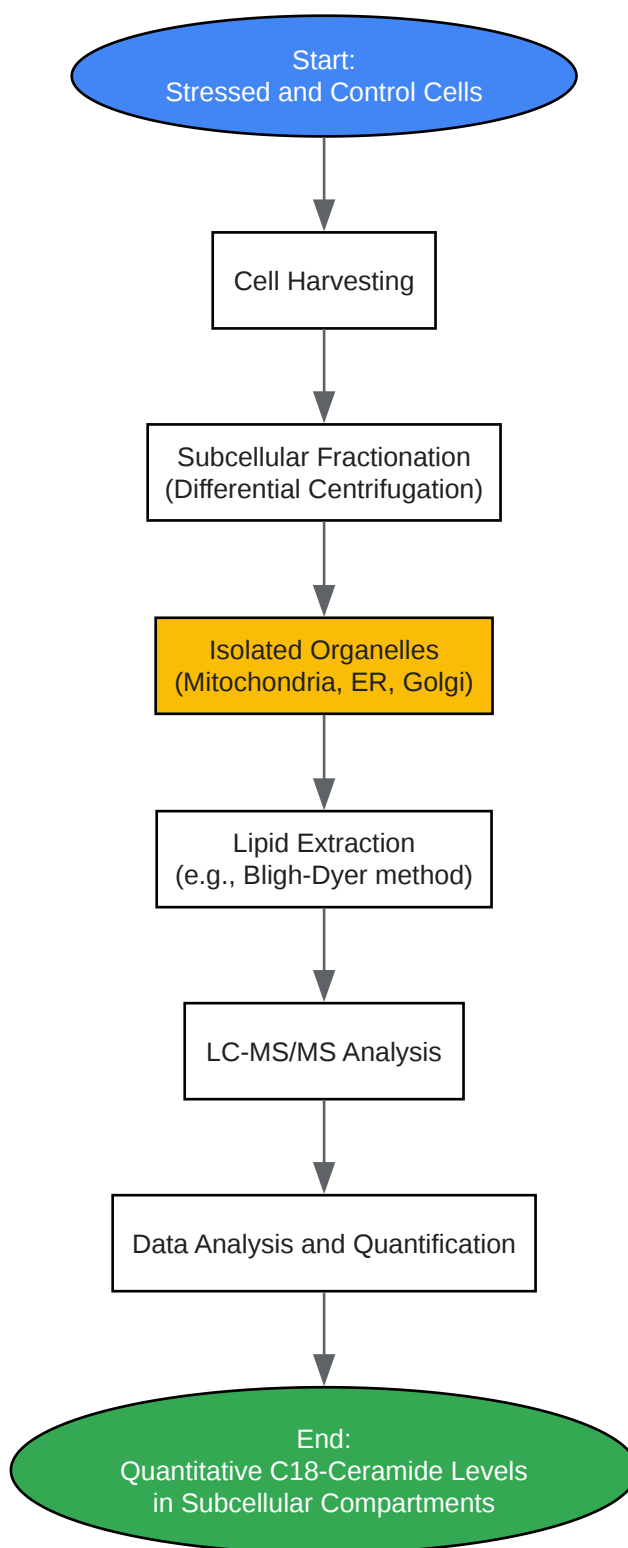 Start:
Stressed and Control Cells
Cell Harvesting
Subcellular Fractionation
(Differential Centrifugation)
Isolated Organelles
(Mitochondria, ER, Golgi)
Lipid Extraction
(e.g., Bligh-Dyer method)
LC-MS/MS Analysis
Data Analysis and Quantification
End:
Quantitative C18-Ceramide Levels
in Subcellular Compartments